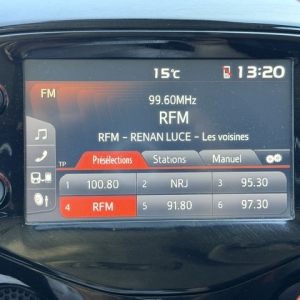 15°C 13:20
FM
99.60MHz
RFM
RFM - RENAN LUCE - Les voisines
TP Présélections Stations Manuel
1 100.80 2 NRJ 3 95.30
4 RFM 5 91.80 6 97.30